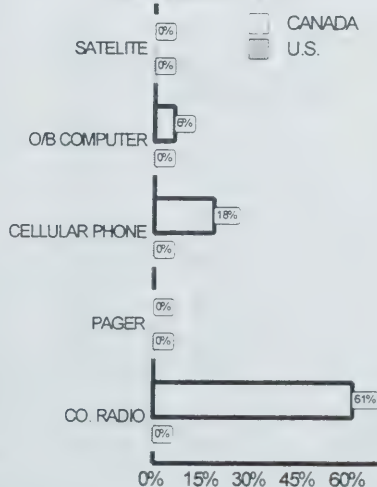 CANADA
U.S.
0%
SATELITE
0%
6%
O/B COMPUTER
0%
18%
CELLULAR PHONE
0%
0%
PAGER
0%
61%
CO. RADIO
0%
0% 15% 30% 45% 60%